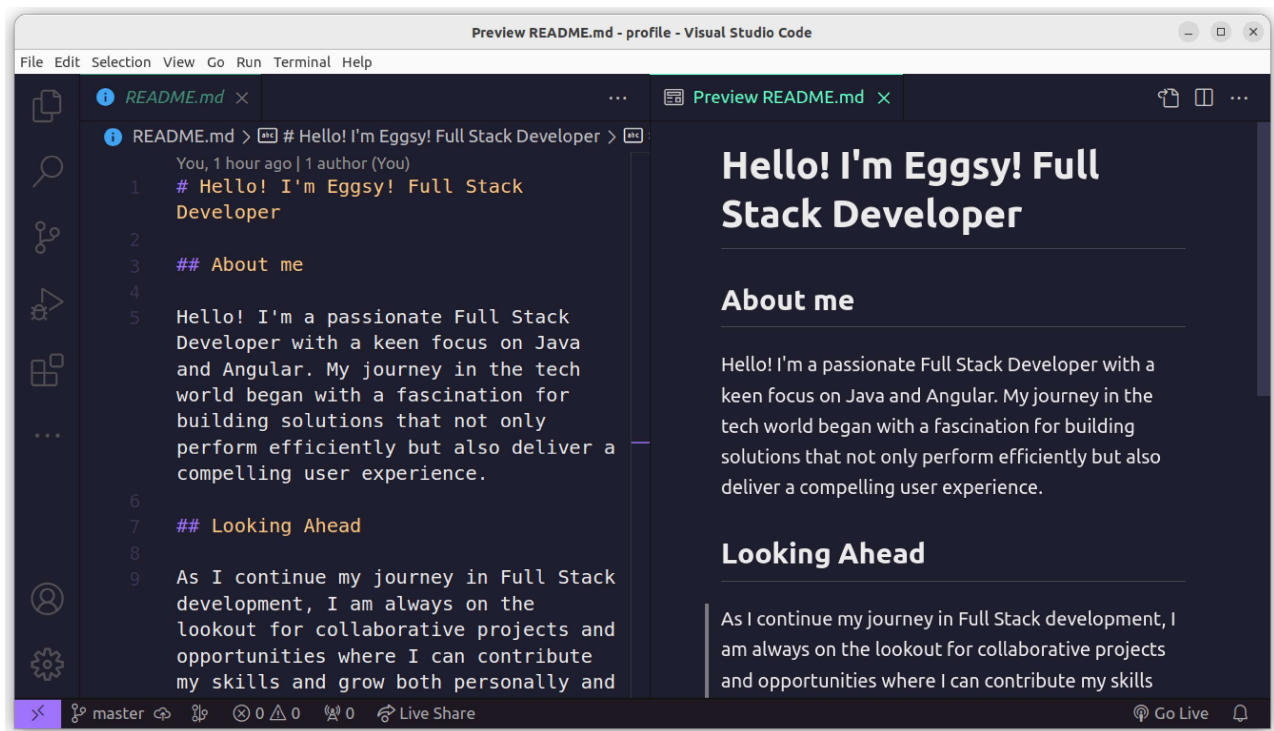 Preview README.md - profile - Visual Studio Code
File Edit Selection View Go Run Terminal Help
README.md
README.md > # Hello! I'm Eggsy! Full Stack Developer >
You, 1 hour ago | 1 author (You)
1 # Hello! I'm Eggsy! Full Stack
Developer
2
3 ## About me
4
5 Hello! I'm a passionate Full Stack
Developer with a keen focus on Java
and Angular. My journey in the tech
world began with a fascination for
building solutions that not only
perform efficiently but also deliver a
compelling user experience.
6
7 ## Looking Ahead
8
9 As I continue my journey in Full Stack
development, I am always on the
lookout for collaborative projects and
opportunities where I can contribute
my skills and grow both personally and
Preview README.md
Hello! I'm Eggsy! Full
Stack Developer
About me
Hello! I'm a passionate Full Stack Developer with a
keen focus on Java and Angular. My journey in the
tech world began with a fascination for building
solutions that not only perform efficiently but also
deliver a compelling user experience.
Looking Ahead
As I continue my journey in Full Stack development, I
am always on the lookout for collaborative projects
and opportunities where I can contribute my skills
master 0 0 0 Live Share Go Live